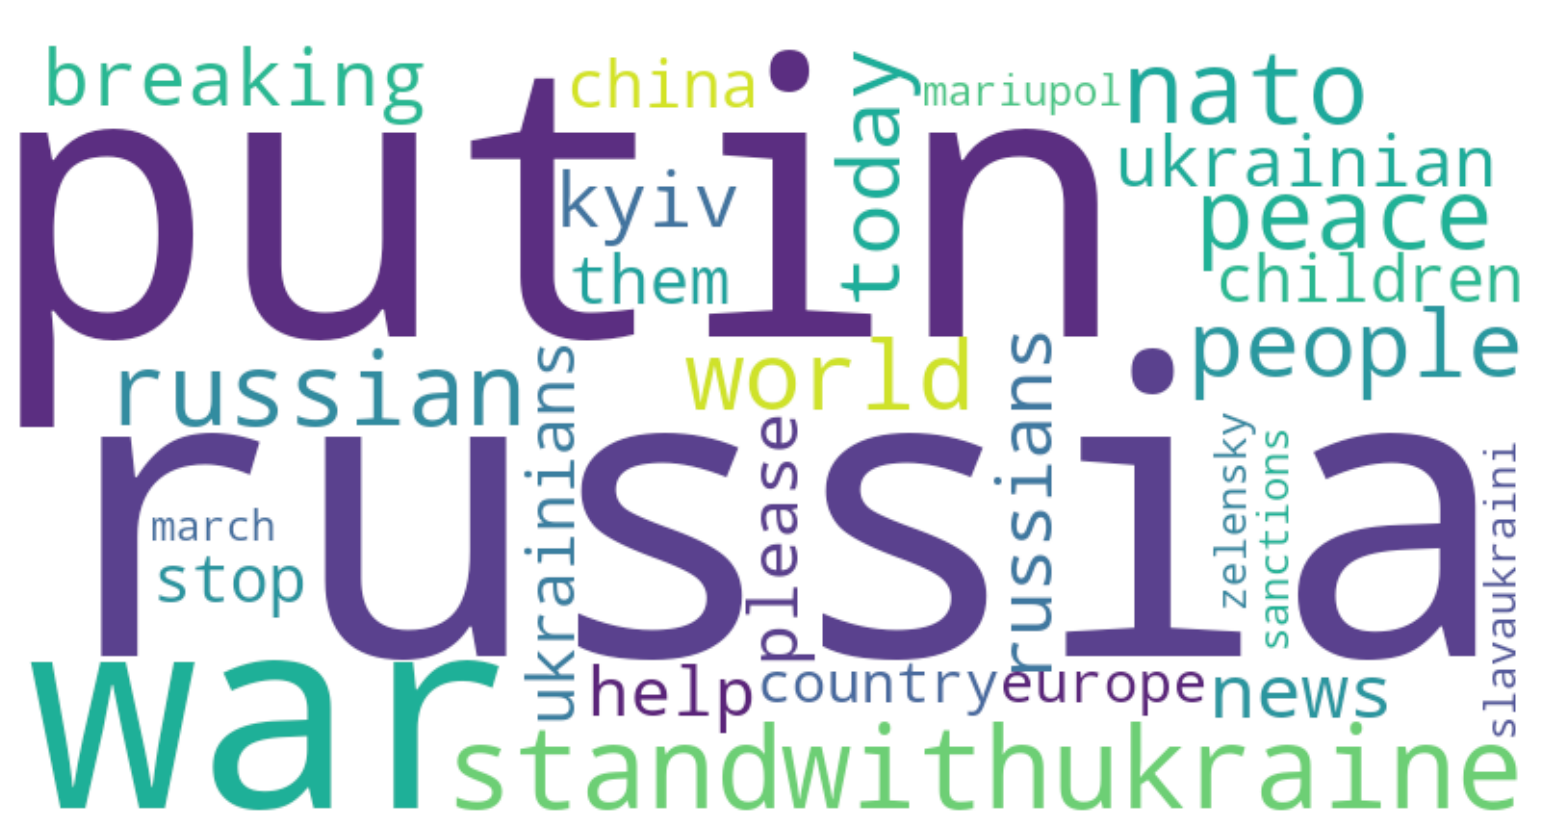 breaking
china
today
mariupol
nato
putin
kyiv
ukrainian
peace
them
children
people
russian
ukrainians
world
russians
russia
please
zelensky
sanctions
slavaukraini
march
stop
war
help
country
europe
news
standwithukraine